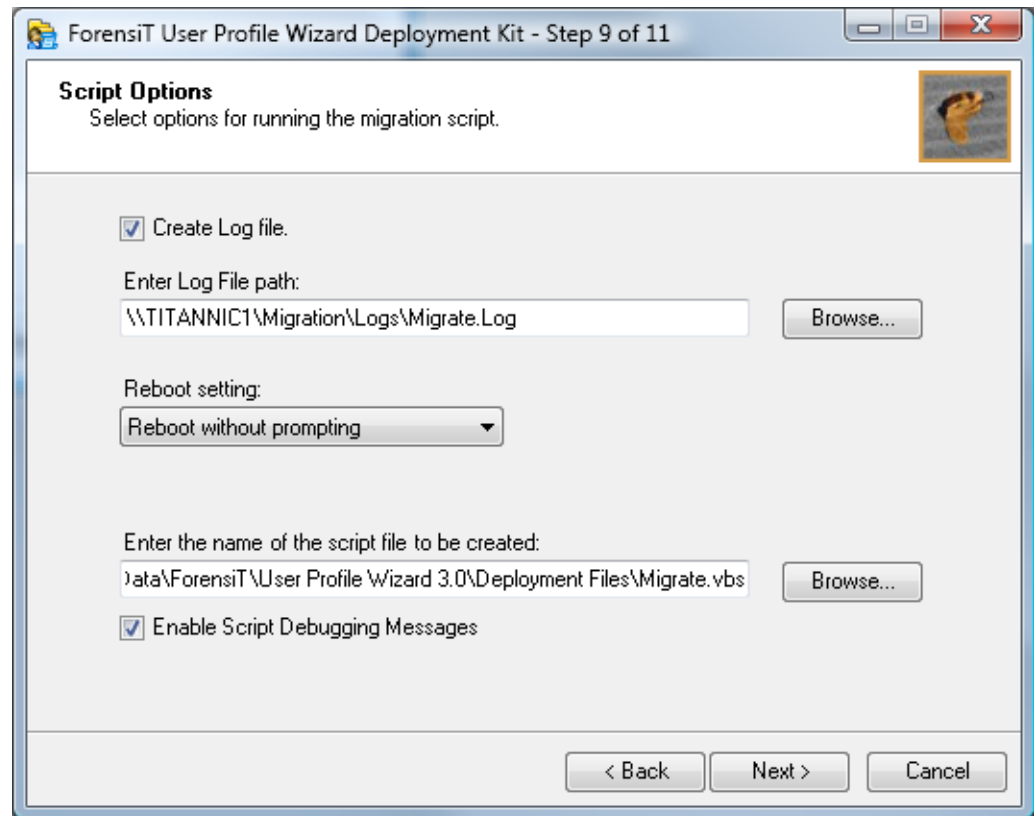 ForensiT User Profile Wizard Deployment Kit - Step 9 of 11
Script Options
Select options for running the migration script.
Create Log file.
Enter Log File path:
\\TITANNIC1\Migration\Logs\Migrate.Log
Browse...
Reboot setting:
Reboot without prompting
Enter the name of the script file to be created:
Data\ForensiT\User Profile Wizard 3.0\Deployment Files\Migrate.vbs
Browse...
Enable Script Debugging Messages
< Back
Next >
Cancel